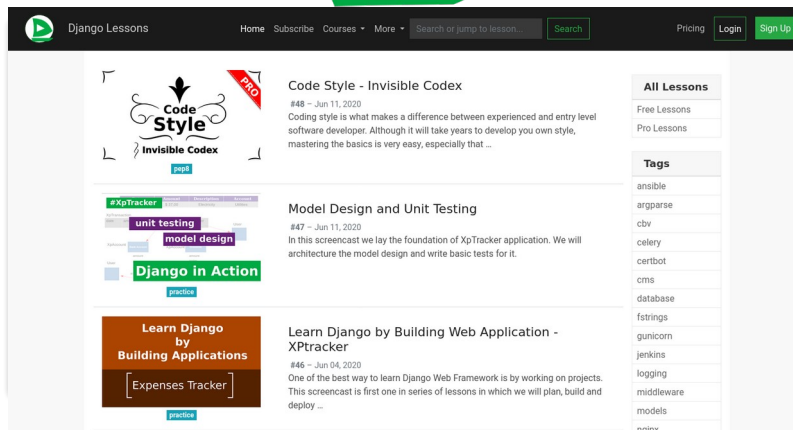 Django Lessons
Home Subscribe Courses More Search or jump to lesson... Search
Pricing Login Sign Up
PRO
Code
Style
Invisible Codex
pep8
Code Style - Invisible Codex
#48 – Jun 11, 2020
Coding style is what makes a difference between experienced and entry level
software developer. Although it will take years to develop you own style,
mastering the basics is very easy, especially that ...
#XpTracker
unit testing
model design
Django in Action
practice
Model Design and Unit Testing
#47 – Jun 11, 2020
In this screencast we lay the foundation of XpTracker application. We will
architecture the model design and write basic tests for it.
Learn Django
by
Building Applications
Expenses Tracker
practice
Learn Django by Building Web Application -
XPtracker
#46 – Jun 04, 2020
One of the best way to learn Django Web Framework is by working on projects.
This screencast is first one in series of lessons in which we will plan, build and
deploy ...
All Lessons
Free Lessons
Pro Lessons
Tags
ansible
argparse
cbv
celery
certbot
cms
database
fstrings
gunicorn
jenkins
logging
middleware
models
nginx